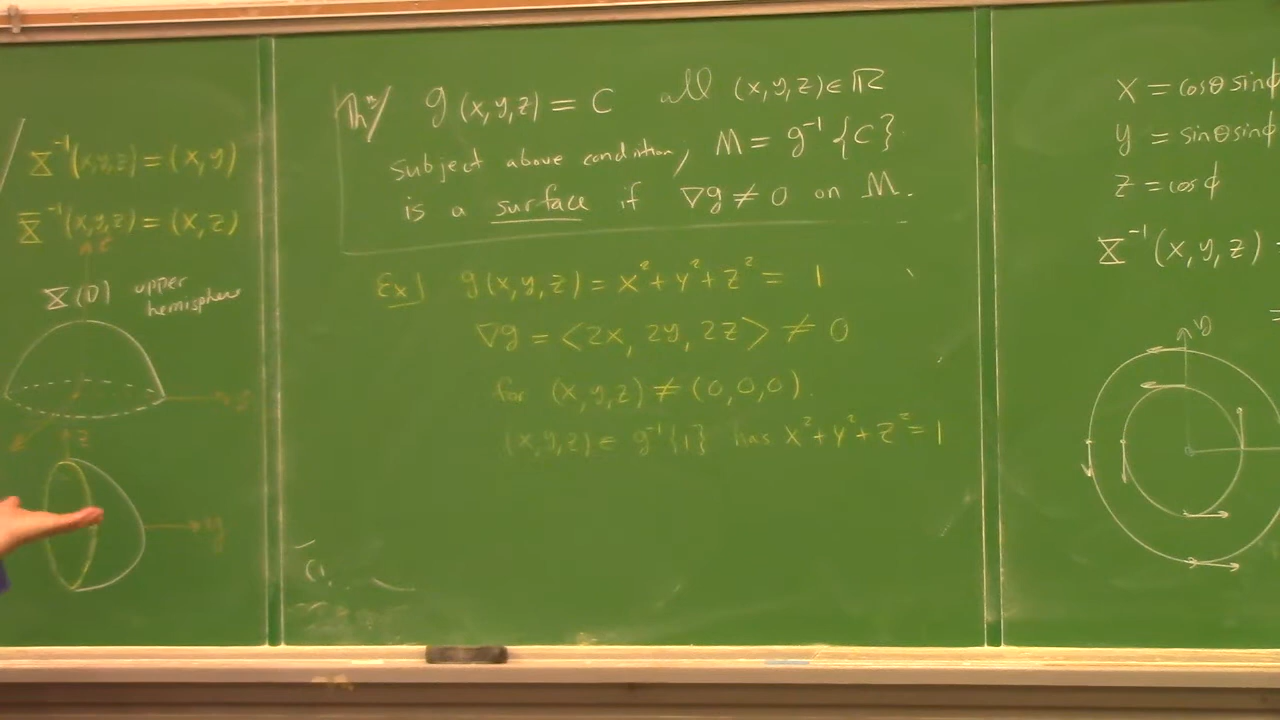 X⁻¹(x,y,z) = (x,y)
X⁻¹(x,y,z) = (x,z)
z
X(D) upper
hemisphere
z
y
Thm/ g(x,y,z) = C all (x,y,z) ∈ ℝ
subject above condition, M = g⁻¹{C}
is a surface if ∇g ≠ 0 on M.
Ex] g(x,y,z) = x² + y² + z² = 1
∇g = <2x, 2y, 2z> ≠ 0
for (x,y,z) ≠ (0,0,0).
(x,y,z) ∈ g⁻¹{1} has x² + y² + z² = 1
x = cosθ sinϕ
y = sinθ sinϕ
z = cosϕ
X⁻¹(x,y,z) =
=
y